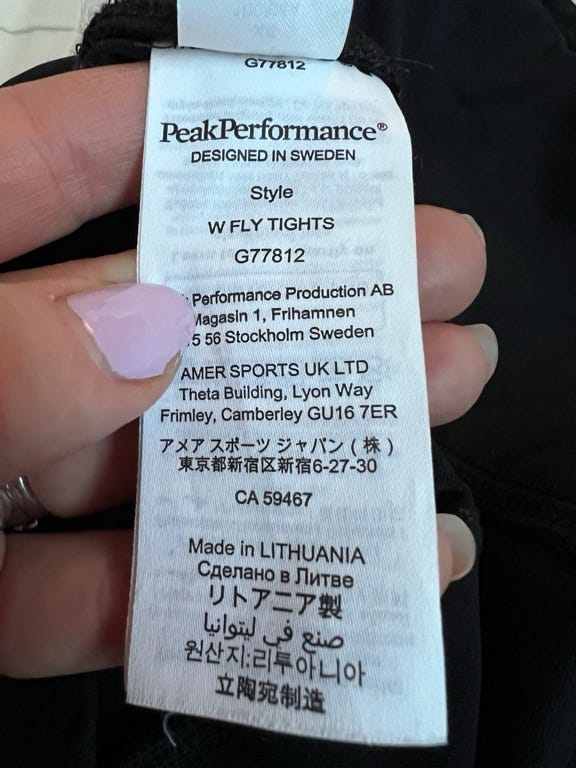 G77812
PeakPerformance®
DESIGNED IN SWEDEN
Style
W FLY TIGHTS
G77812
Performance Production AB
Magasin 1, Frihamnen
5 56 Stockholm Sweden
AMER SPORTS UK LTD
Theta Building, Lyon Way
Frimley, Camberley GU16 7ER
アメア スポーツ ジャパン ( 株 )
東京都新宿区新宿6-27-30
CA 59467
Made in LITHUANIA
Сделано в Литве
リトアニア製
صنع في ليتوانيا
원산지:리투아니아
立陶宛制造